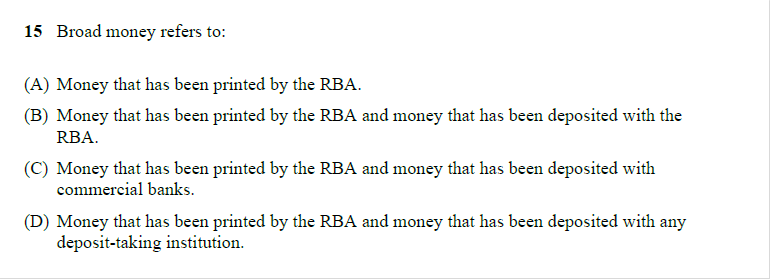 15 Broad money refers to:
(A) Money that has been printed by the RBA.
(B) Money that has been printed by the RBA and money that has been deposited with the
RBA.
(C) Money that has been printed by the RBA and money that has been deposited with
commercial banks.
(D) Money that has been printed by the RBA and money that has been deposited with any
deposit-taking institution.